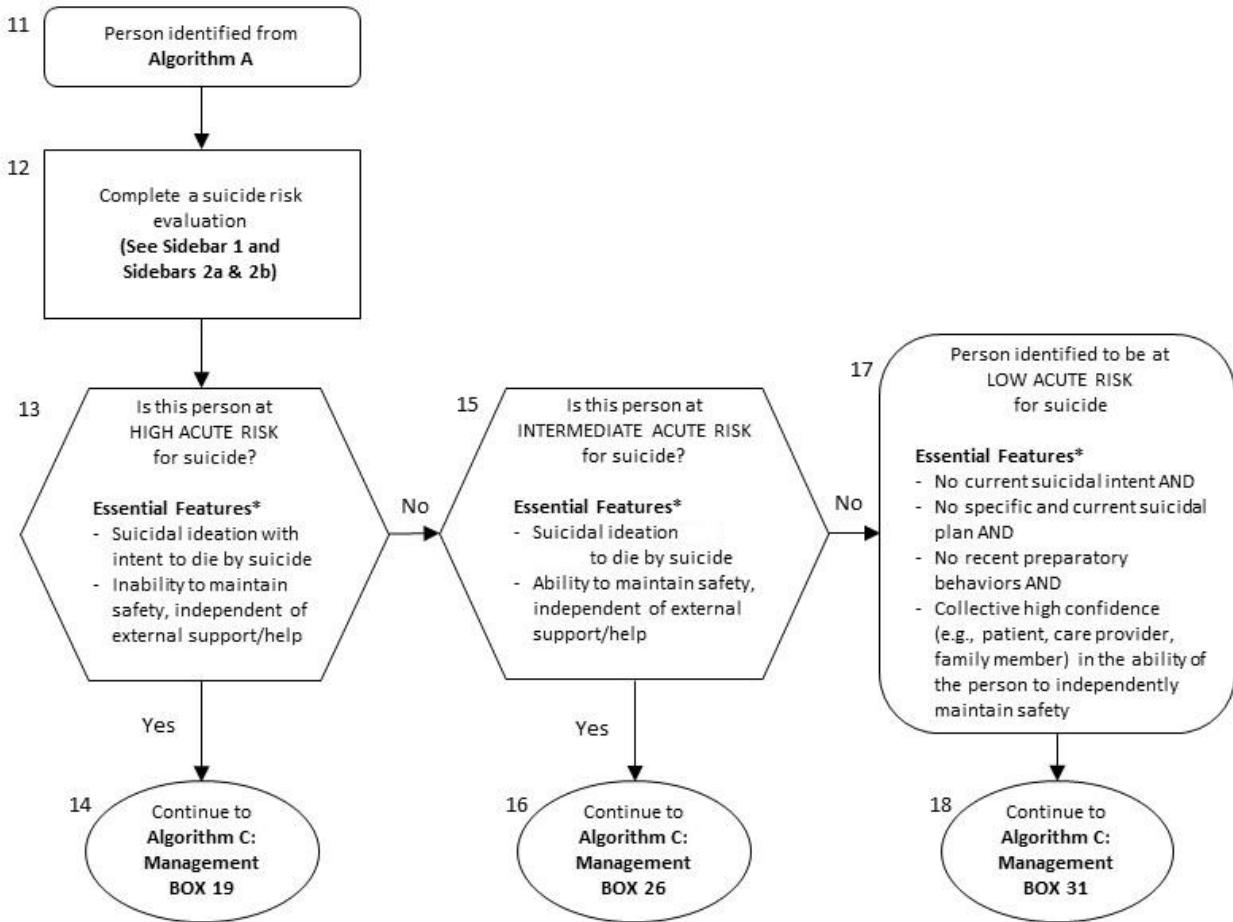 11
Person identified from
Algorithm A
12
Complete a suicide risk
evaluation
(See Sidebar 1 and
Sidebars 2a & 2b)
13
Is this person at
HIGH ACUTE RISK
for suicide?
Essential Features*
- Suicidal ideation with
intent to die by suicide
- Inability to maintain
safety, independent of
external support/help
No
Yes
14
Continue to
Algorithm C:
Management
BOX 19
15
Is this person at
INTERMEDIATE ACUTE RISK
for suicide?
Essential Features*
- Suicidal ideation
to die by suicide
- Ability to maintain safety,
independent of external
support/help
No
Yes
16
Continue to
Algorithm C:
Management
BOX 26
17
Person identified to be at
LOW ACUTE RISK
for suicide
Essential Features*
- No current suicidal intent AND
- No specific and current suicidal
plan AND
- No recent preparatory
behaviors AND
- Collective high confidence
(e.g., patient, care provider,
family member) in the ability of
the person to independently
maintain safety
18
Continue to
Algorithm C:
Management
BOX 31